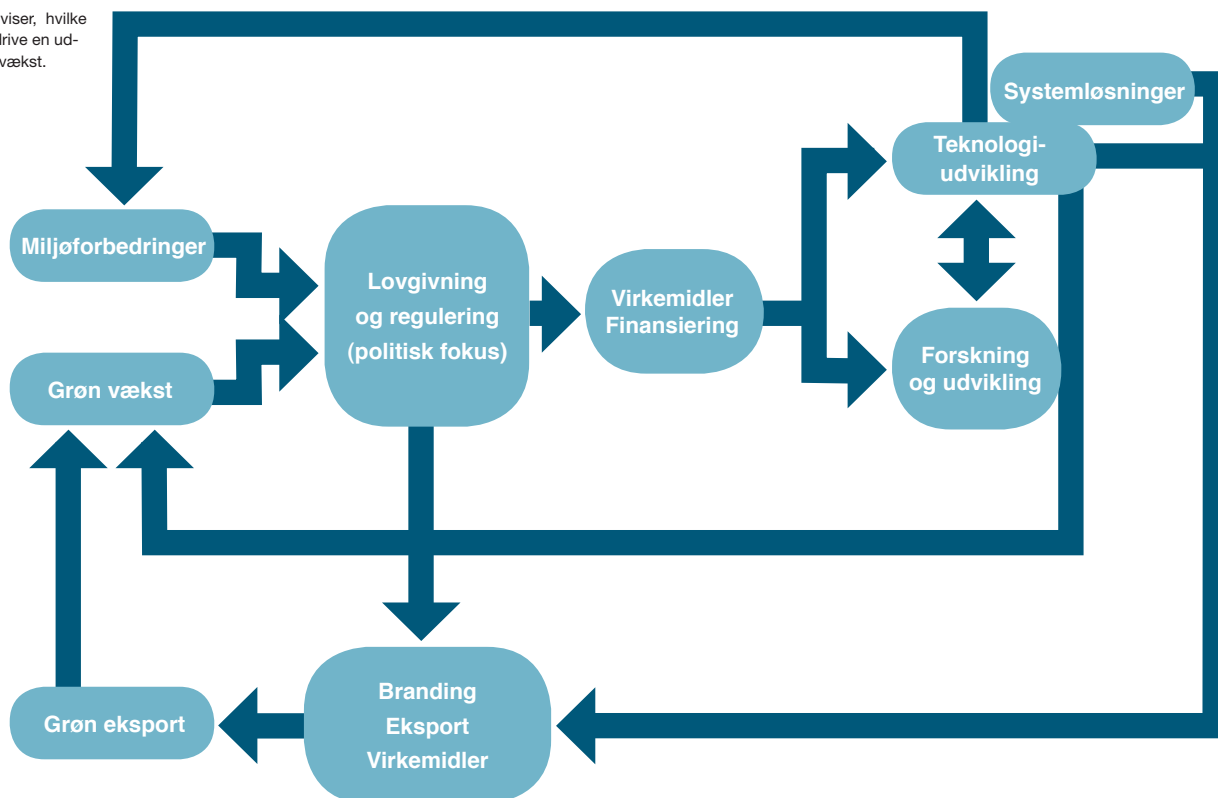 viser, hvilke
drive en ud-
vækst.
Systemløsninger
Teknologi-
udvikling
Miljøforbedringer
Lovgivning
og regulering
(politisk fokus)
Virkemidler
Finansiering
Grøn vækst
Forskning
og udvikling
Grøn eksport
Branding
Eksport
Virkemidler